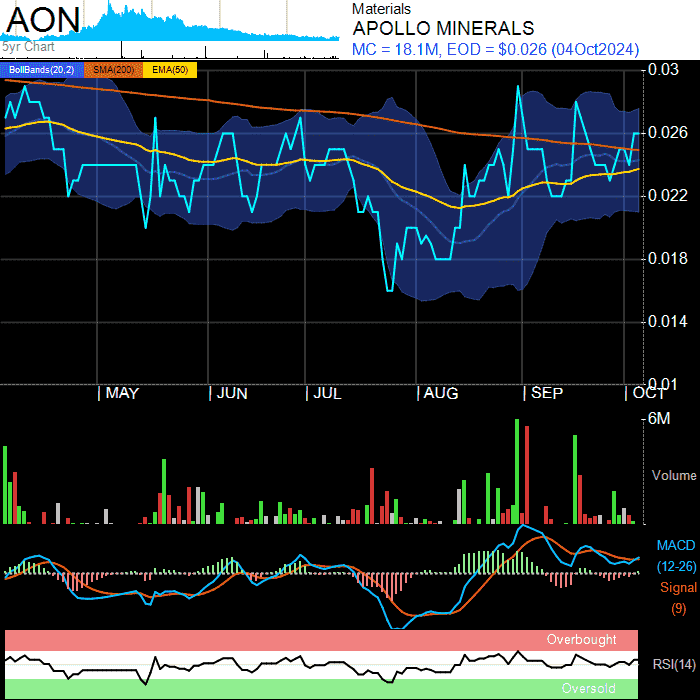 AON
5yr Chart
Materials
APOLLO MINERALS
MC = 18.1M, EOD = $0.026 (04Oct2024)
BollBands(20,2) SMA(200) EMA(50)
0.03
0.026
0.022
0.018
0.014
0.01
MAY JUN JUL AUG SEP OCT
6M
Volume
MACD
(12-26)
Signal
(9)
Overbought
RSI(14)
Oversold